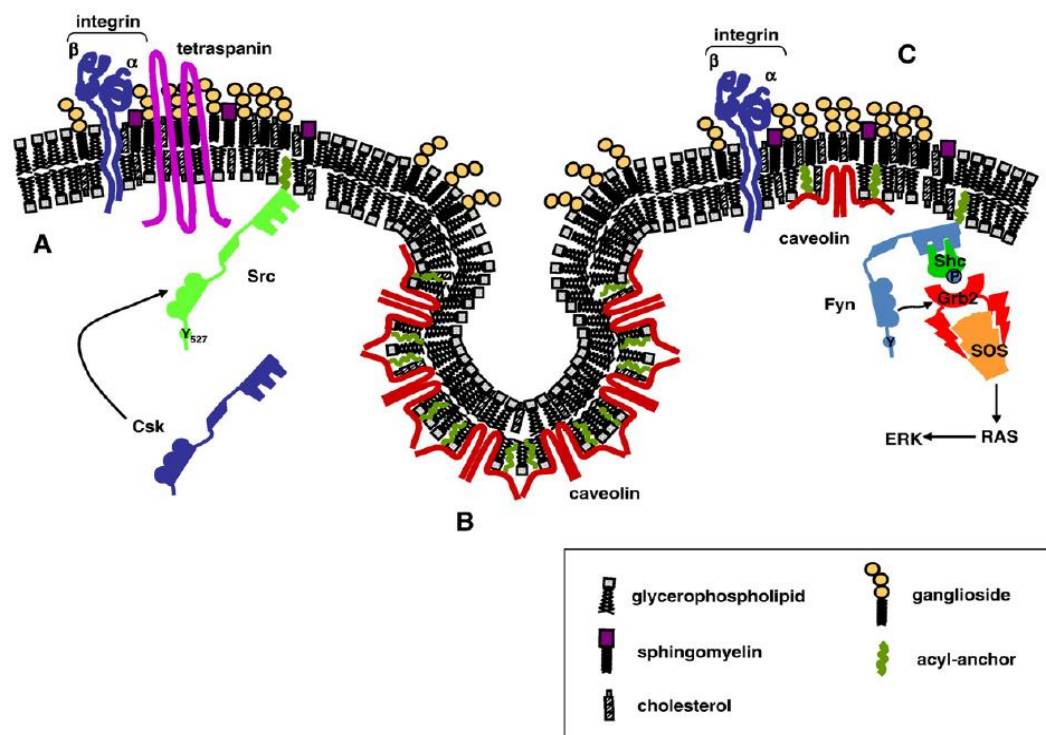 integrin
β
α
tetraspanin
A
Src
Y527
Csk
B
caveolin
integrin
β
α
C
caveolin
Shc
P
Fyn
Grb2
Y
SOS
ERK
RAS
glycerophospholipid
ganglioside
sphingomyelin
acyl-anchor
cholesterol